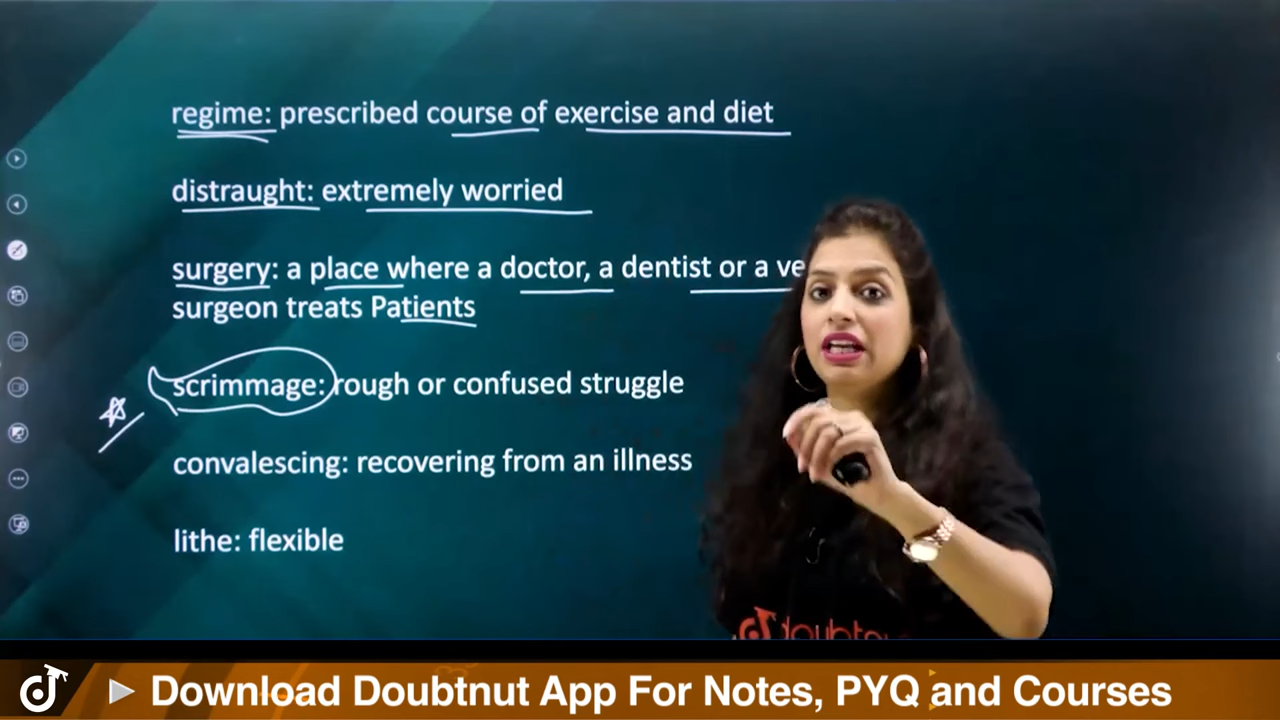 regime: prescribed course of exercise and diet
distraught: extremely worried
surgery: a place where a doctor, a dentist or a
surgeon treats Patients
scrimmage: rough or confused struggle
convalescing: recovering from an illness
lithe: flexible
Download Doubtnut App For Notes, PYQ and Courses